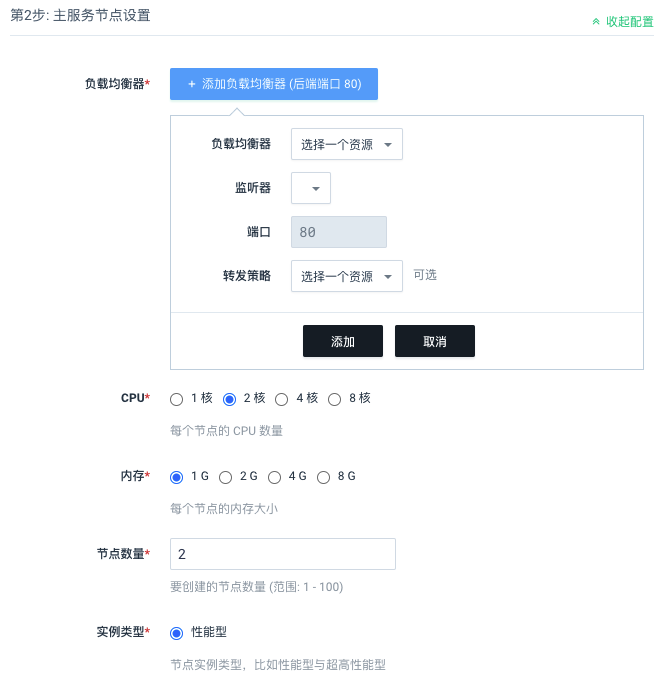 第2步: 主服务节点设置
收起配置
负载均衡器*
+ 添加负载均衡器 (后端端口 80)
负载均衡器 选择一个资源
监听器
端口 80
转发策略 选择一个资源 可选
添加 取消
CPU* 1 核 2 核 4 核 8 核
每个节点的 CPU 数量
内存* 1 G 2 G 4 G 8 G
每个节点的内存大小
节点数量* 2
要创建的节点数量 (范围: 1 - 100)
实例类型* 性能型
节点实例类型，比如性能型与超高性能型